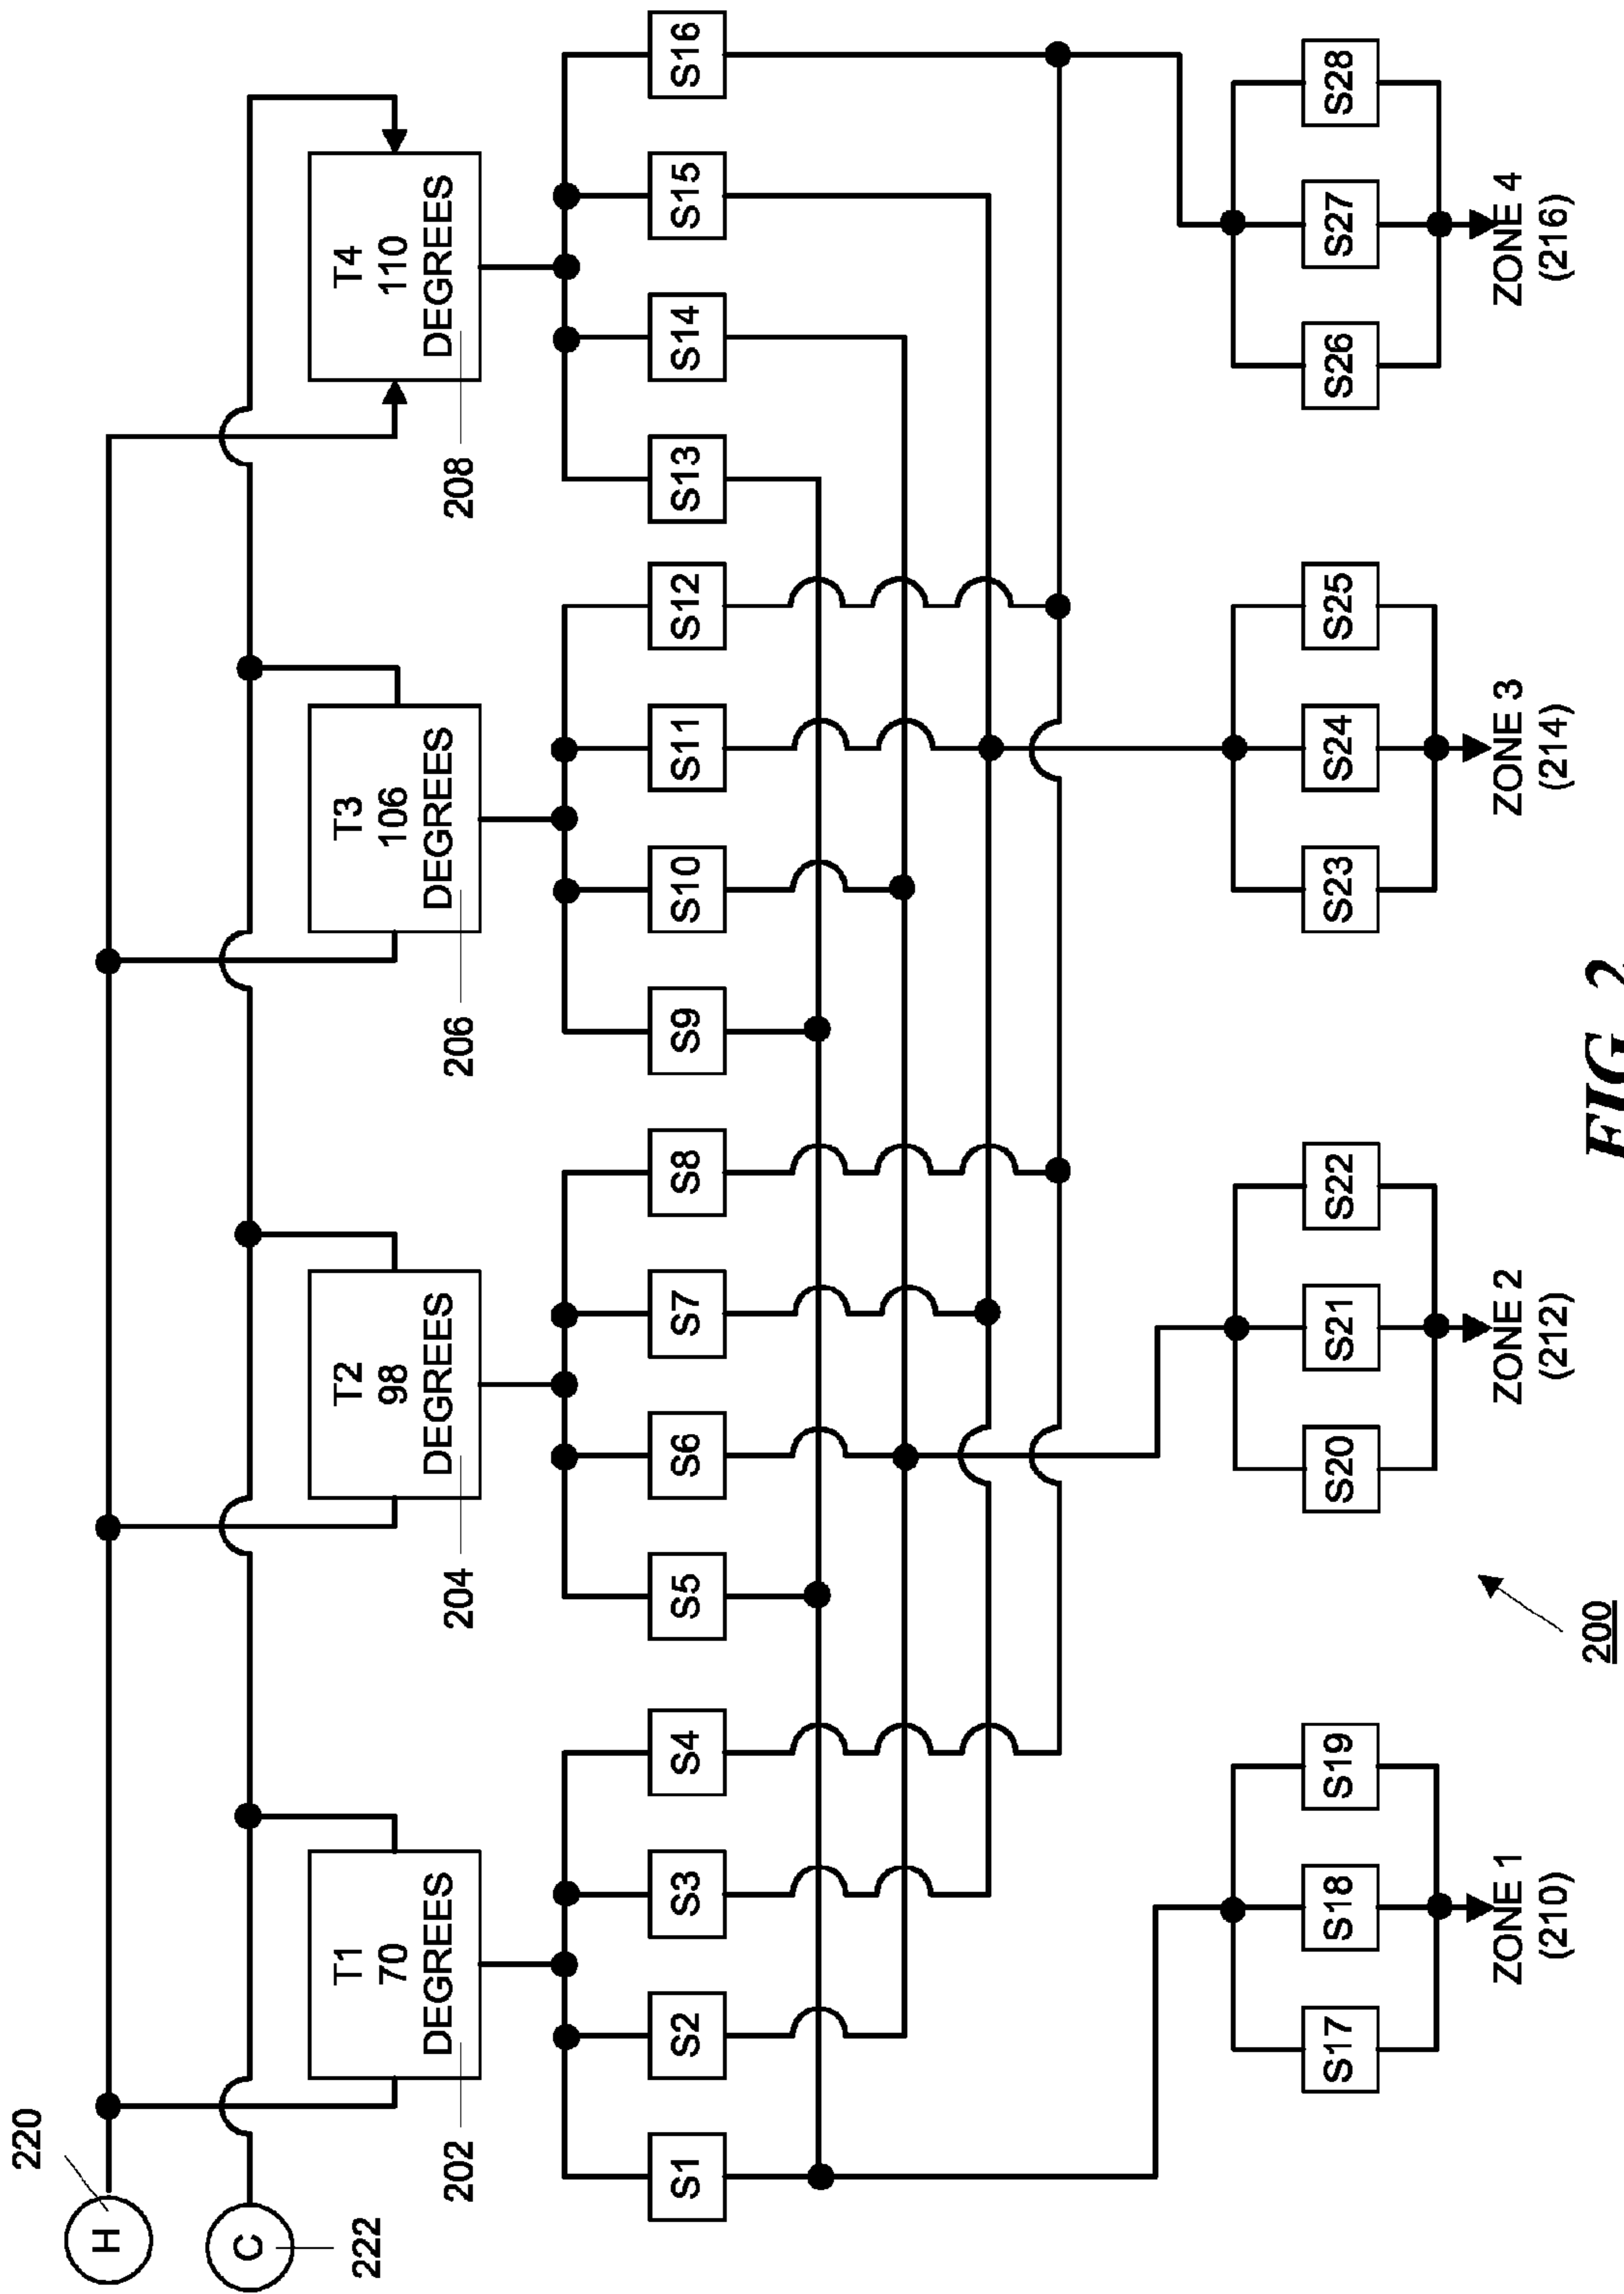 220
H
C
222
T1
70
DEGREES
202
T2
98
DEGREES
204
T3
106
DEGREES
206
T4
110
DEGREES
208
S1
S2
S3
S4
S5
S6
S7
S8
S9
S10
S11
S12
S13
S14
S15
S16
S17
S18
S19
S20
S21
S22
S23
S24
S25
S26
S27
S28
ZONE 1
(210)
ZONE 2
(212)
ZONE 3
(214)
ZONE 4
(216)
200
FIG. 2